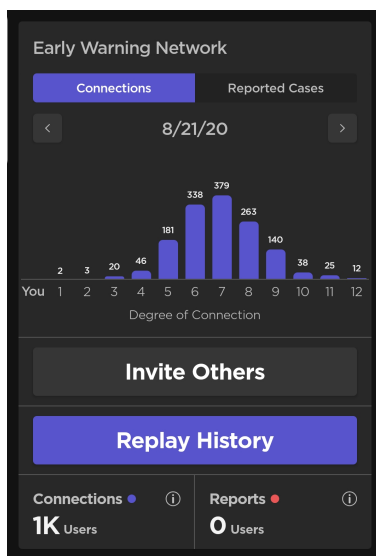 Early Warning Network
Connections Reported Cases
< 8/21/20 >
2 3 20 46 181 338 379 263 140 38 25 12
You 1 2 3 4 5 6 7 8 9 10 11 12
Degree of Connection
Invite Others
Replay History
Connections Reports
1K Users 0 Users